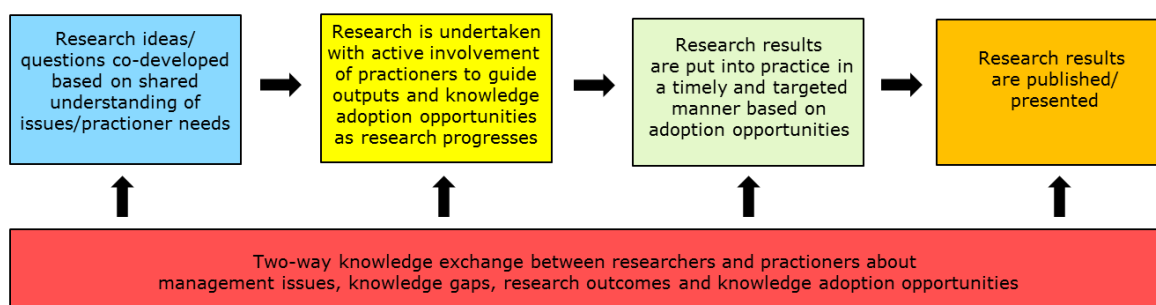 Research ideas/
questions co-developed
based on shared
understanding of
issues/practioner needs
Research is undertaken
with active involvement
of practioners to guide
outputs and knowledge
adoption opportunities
as research progresses
Research results
are put into practice in
a timely and targeted
manner based on
adoption opportunities
Research results
are published/
presented
Two-way knowledge exchange between researchers and practioners about
management issues, knowledge gaps, research outcomes and knowledge adoption opportunities